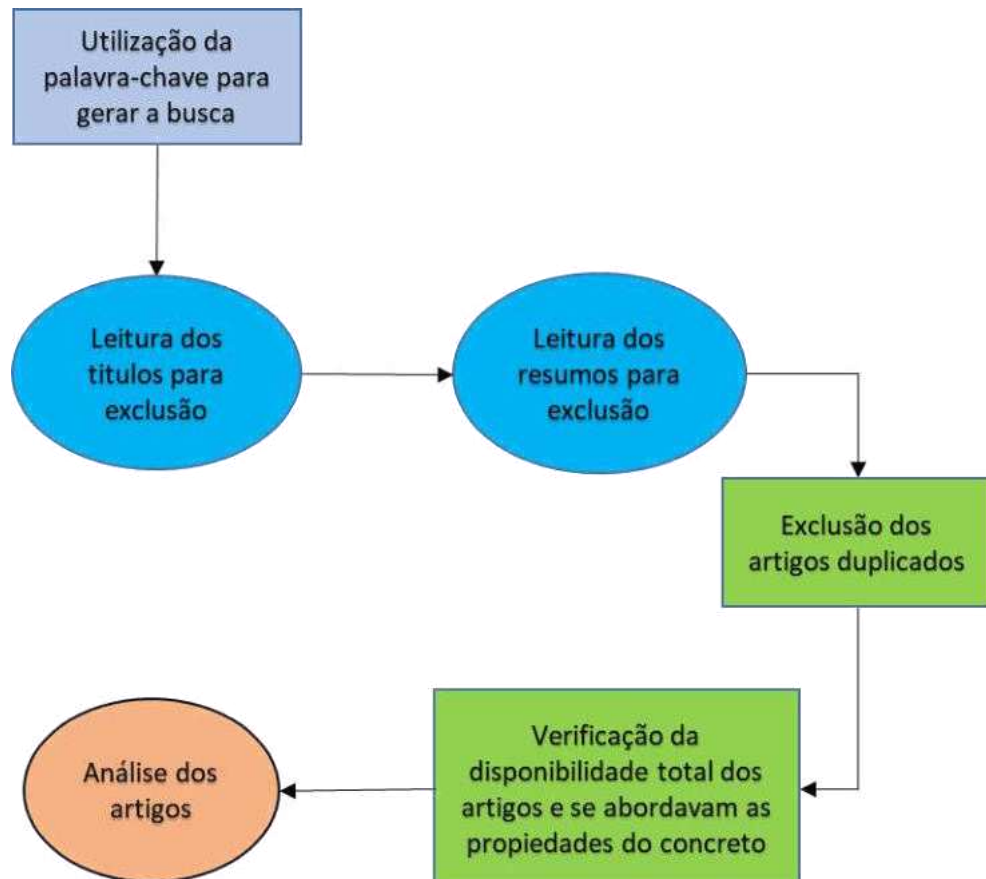 Utilização da
palavra-chave para
gerar a busca
Leitura dos
titulos para
exclusão
Leitura dos
resumos para
exclusão
Exclusão dos
artigos duplicados
Verificação da
disponibilidade total dos
artigos e se abordavam as
propiedades do concreto
Análise dos
artigos